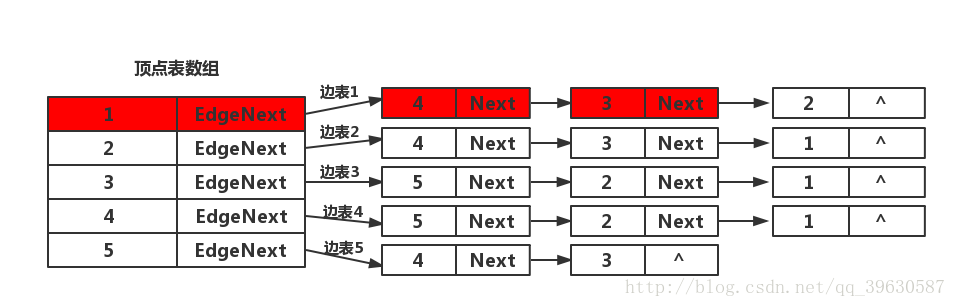 顶点表数组
1 EdgeNext 边表1 4 Next 3 Next 2 ^
2 EdgeNext 边表2 4 Next 3 Next 1 ^
3 EdgeNext 边表3 5 Next 2 Next 1 ^
4 EdgeNext 边表4 5 Next 2 Next 1 ^
5 EdgeNext 边表5 4 Next 3 ^
http://blog.csdn.net/qq_39630587